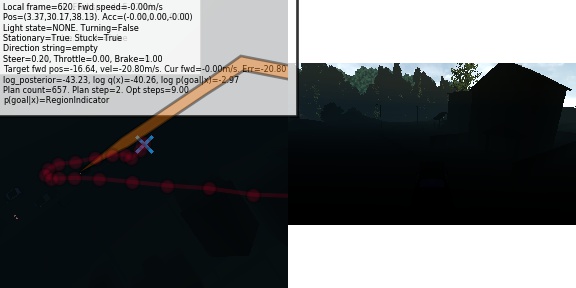 Local frame=620: Fwd.speed=-0.00m/s
Pos=(3.37,30.17,38.13). Acc=(-0.00,0.00,-0.00)
Light state=NONE. Turning=False
Stationary=True. Stuck=True
Direction string=empty
Steer=0.20, Throttle=0.00, Brake=1.00
Target fwd pos=-16.64, vel=-20.80m/s. Cur fwd=-0.00m/s, Err=-20.80
log_posterior=-43.23, log q(x)=-40.26, log p(goal|x)=-2.97
Plan count=657. Plan step=2. Opt steps=9.00
p(goal|x)=RegionIndicator